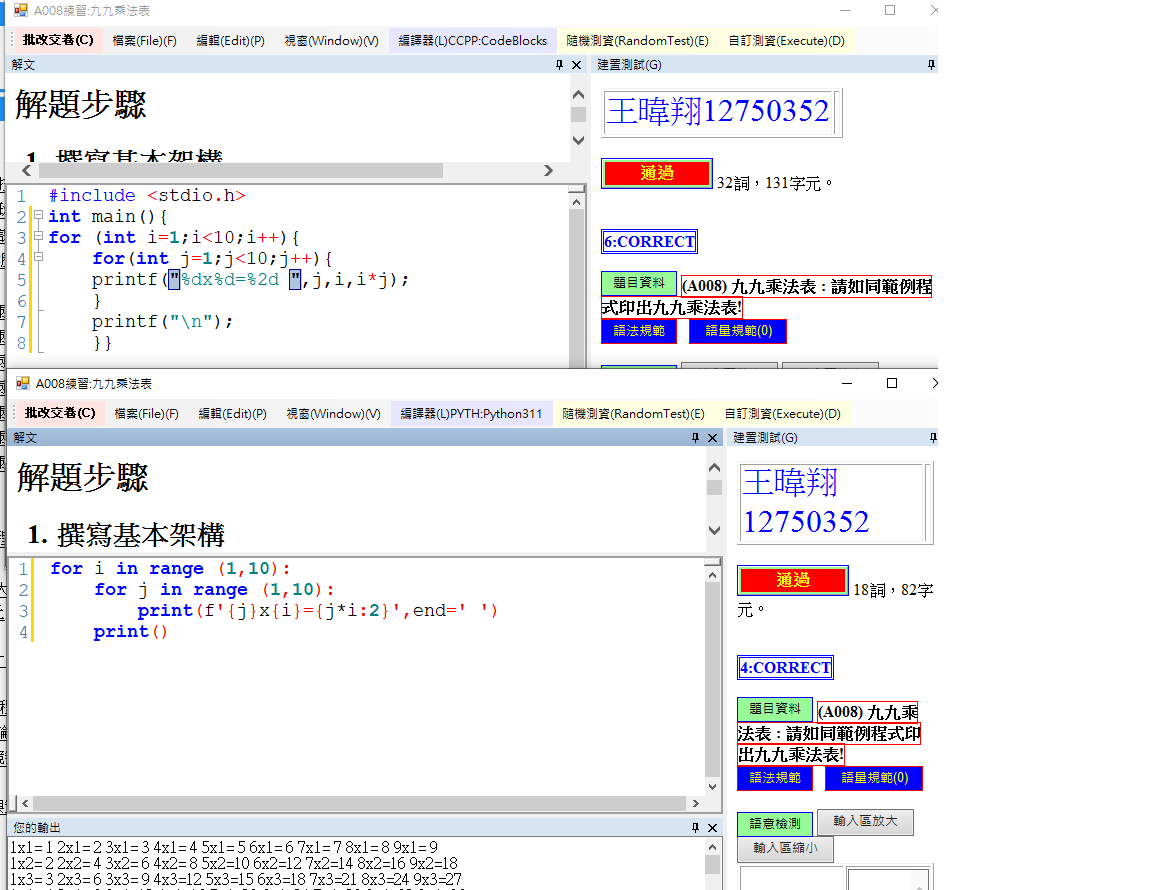 A008練習:九九乘法表
批改交卷(C) 檔案(File)(F) 編輯(Edit)(P) 視窗(Window)(V) 編譯器(L)CCPP:CodeBlocks 隨機測資(RandomTest)(E) 自訂測資(Execute)(D)
解文
建置測試(G)
解題步驟
1. 撰寫基本架構
1 #include <stdio.h>
2 int main(){
3 for (int i=1;i<10;i++){
4 for(int j=1;j<10;j++){
5 printf("%dx%d=%2d ",j,i,i*j);
6 }
7 printf("\n");
8 }}
王暐翔12750352
通過 32詞，131字元。
6:CORRECT
題目資料 (A008) 九九乘法表：請如同範例程
式印出九九乘法表!
語法規範 語量規範(0)
A008練習:九九乘法表
批改交卷(C) 檔案(File)(F) 編輯(Edit)(P) 視窗(Window)(V) 編譯器(L)PYTH:Python311 隨機測資(RandomTest)(E) 自訂測資(Execute)(D)
解文
建置測試(G)
解題步驟
1. 撰寫基本架構
1 for i in range (1,10):
2 for j in range (1,10):
3 print(f'{j}x{i}={j*i:2}',end=' ')
4 print()
王暐翔
12750352
通過 18詞，82字
元。
4:CORRECT
題目資料 (A008) 九九乘
法表：請如同範例程式印
出九九乘法表!
語法規範 語量規範(0)
語意檢測 輸入區放大
輸入區縮小
您的輸出
1x1= 1 2x1= 2 3x1= 3 4x1= 4 5x1= 5 6x1= 6 7x1= 7 8x1= 8 9x1= 9
1x2= 2 2x2= 4 3x2= 6 4x2= 8 5x2=10 6x2=12 7x2=14 8x2=16 9x2=18
1x3= 3 2x3= 6 3x3= 9 4x3=12 5x3=15 6x3=18 7x3=21 8x3=24 9x3=27